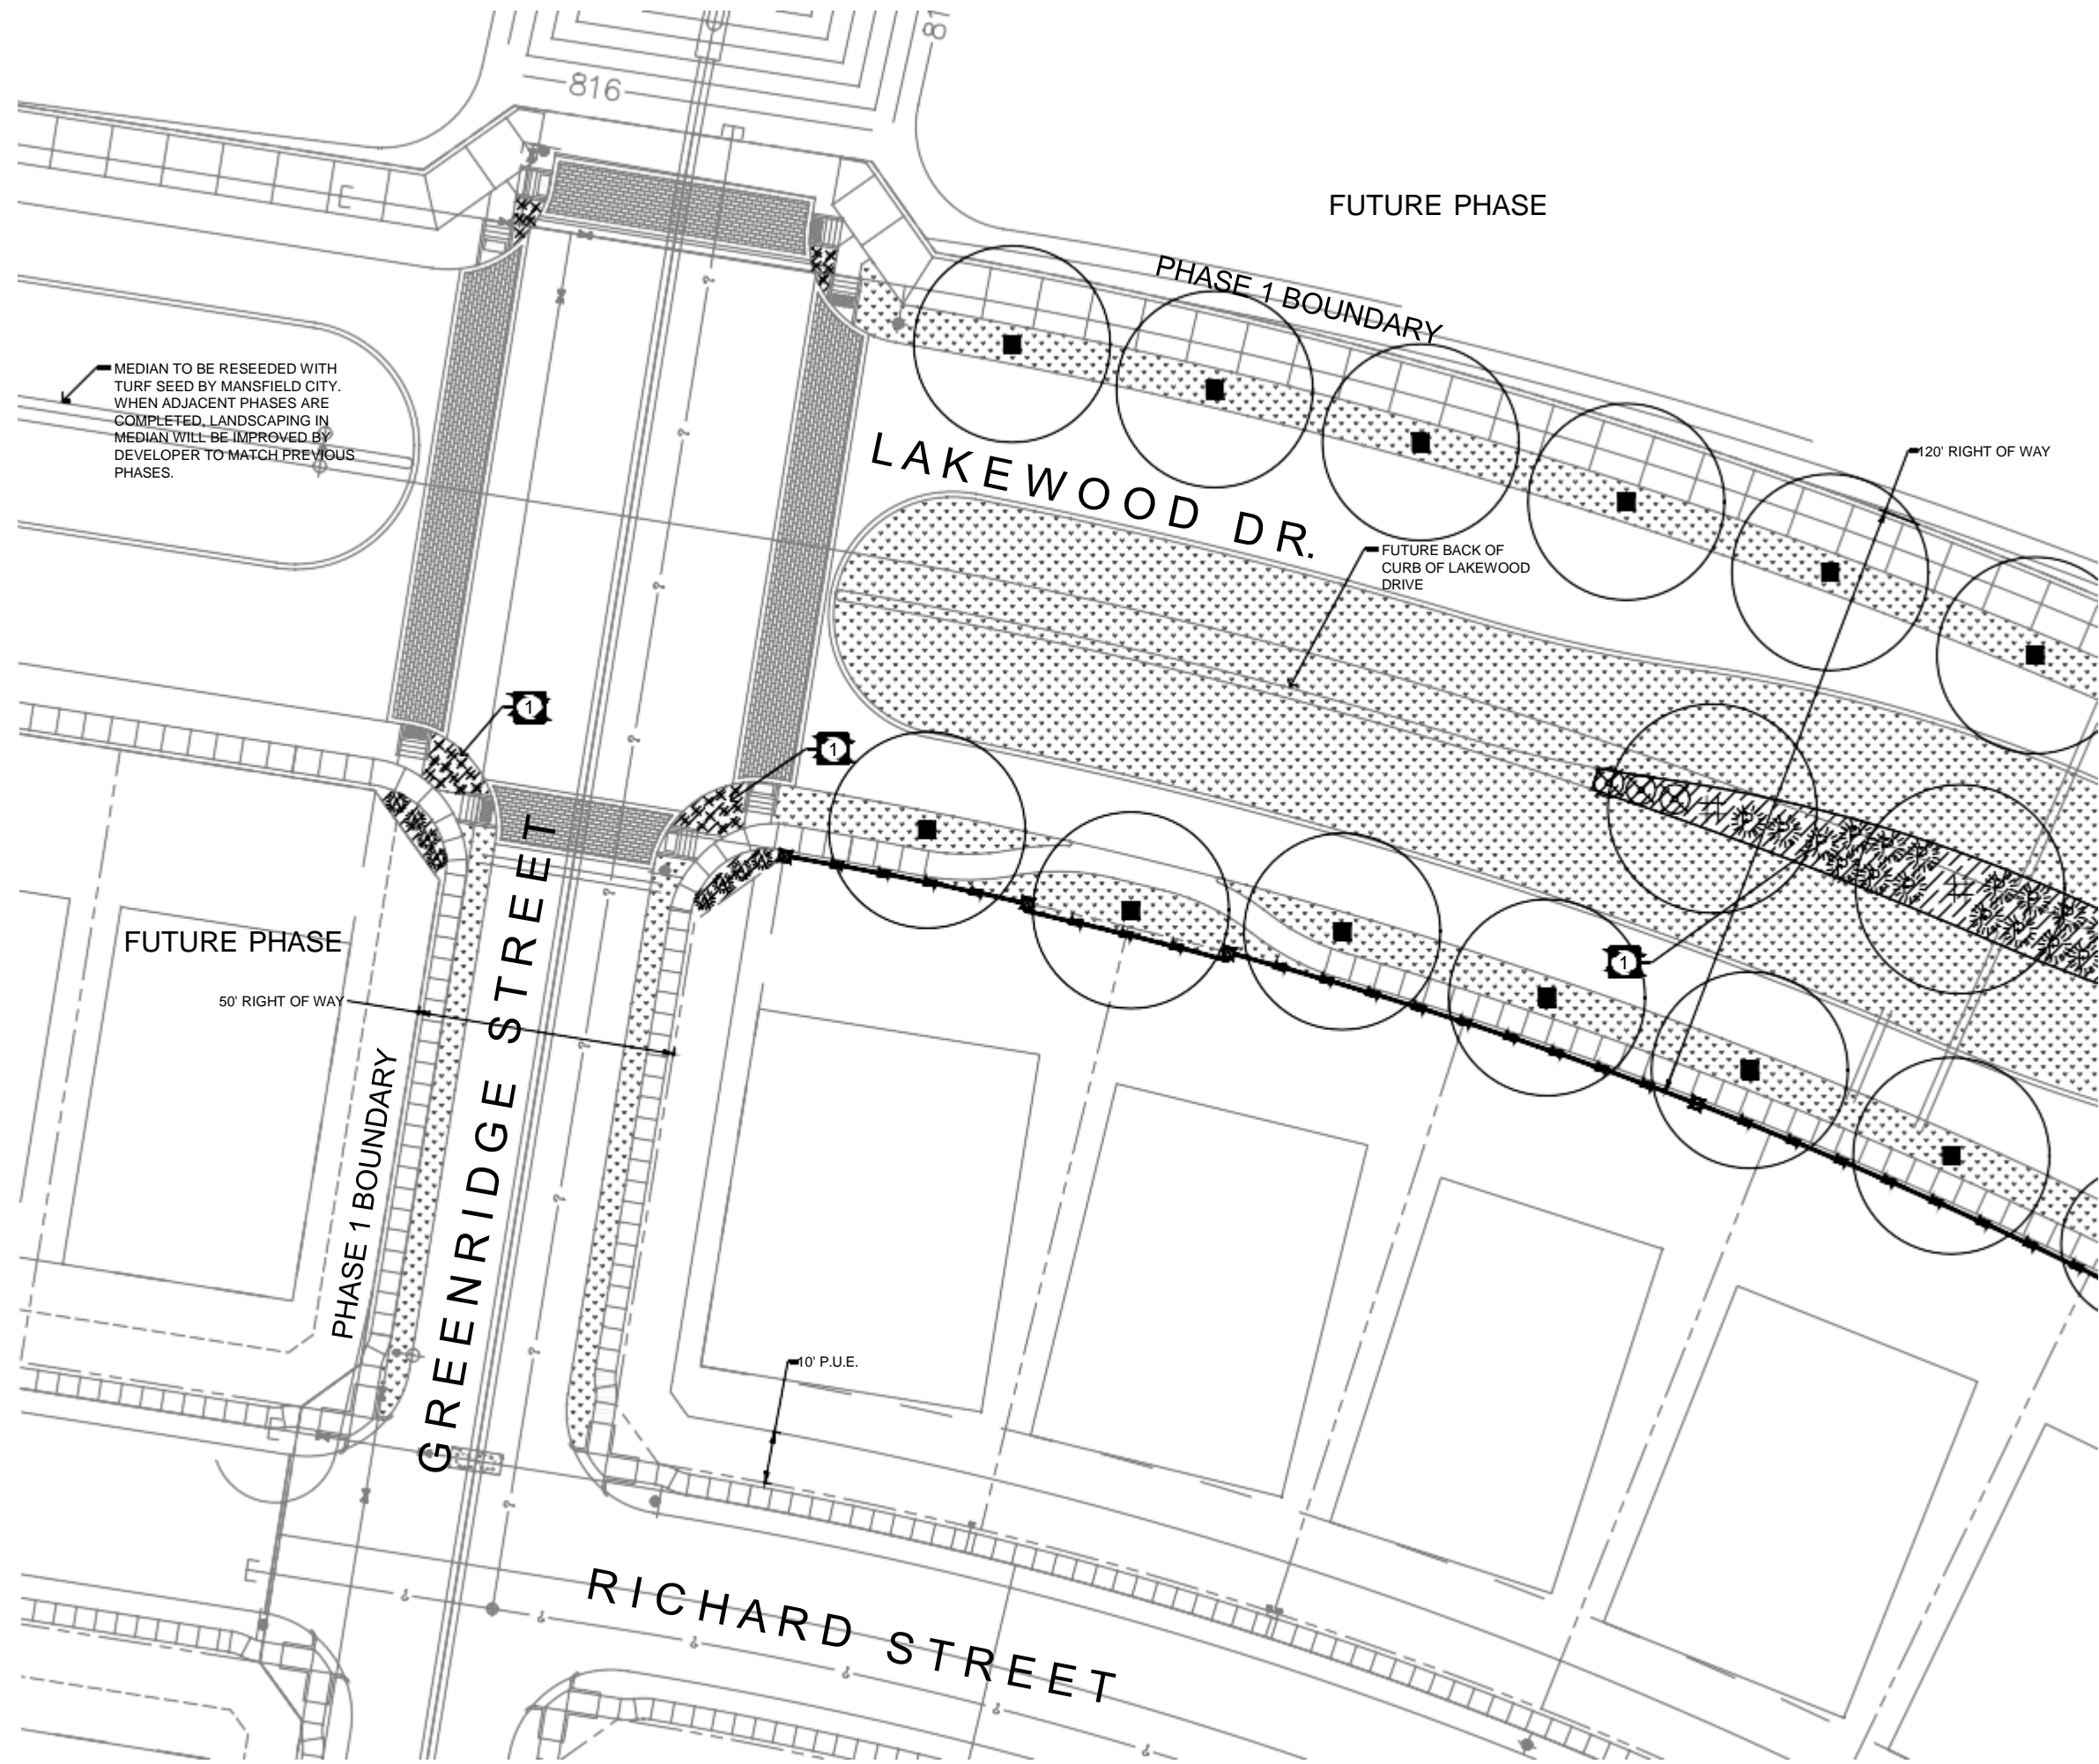 816
81
FUTURE PHASE
PHASE 1 BOUNDARY
MEDIAN TO BE RESEEDED WITH
TURF SEED BY MANSFIELD CITY.
WHEN ADJACENT PHASES ARE
COMPLETED, LANDSCAPING IN
MEDIAN WILL BE IMPROVED BY
DEVELOPER TO MATCH PREVIOUS
PHASES.
LAKEWOOD DR.
120' RIGHT OF WAY
FUTURE BACK OF
CURB OF LAKEWOOD
DRIVE
1
1
1
FUTURE PHASE
50' RIGHT OF WAY
PHASE 1 BOUNDARY
GREENRIDGE STREET
10' P.U.E.
RICHARD STREET